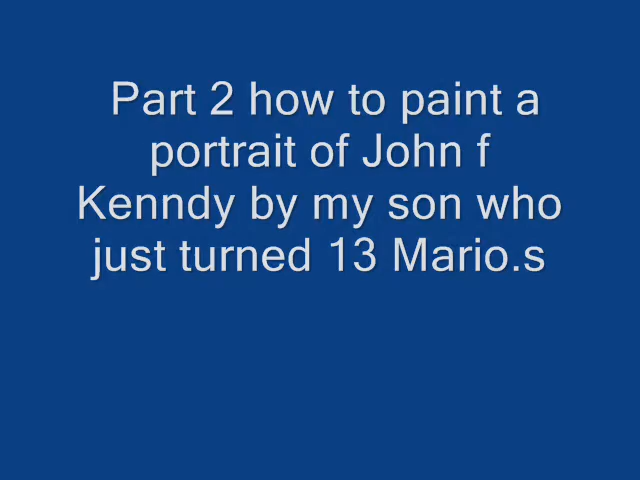 Part 2 how to paint a
portrait of John f
Kenndy by my son who
just turned 13 Mario.s